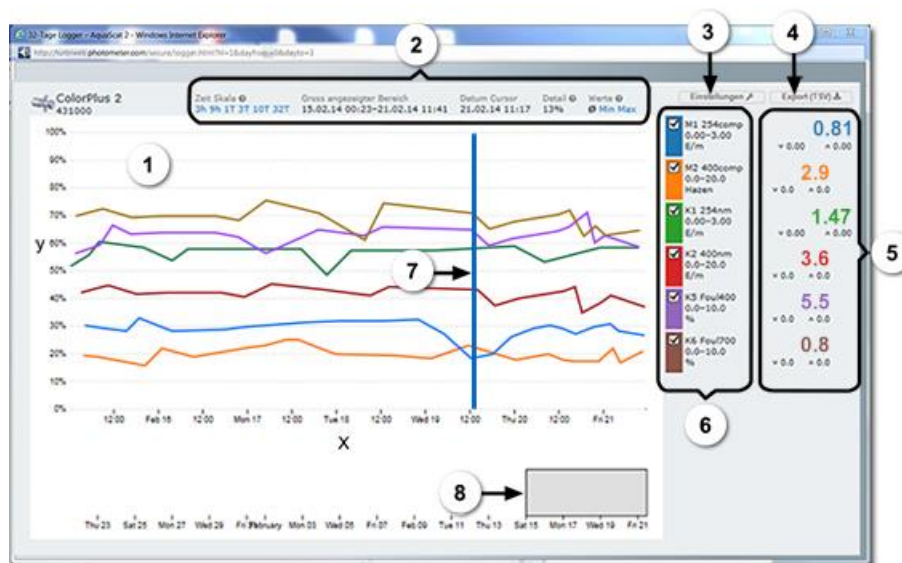 32-Tage Logger - AquaScat 2 - Windows Internet Explorer
2
3
4
ColorPlus 2
431000
Zeit Skala
3h 9h 1T 3T 10T 32T
Gross angezeigter Bereich
15.02.14 00:23-21.02.14 11:41
Datum Cursor
21.02.14 11:17
Detail
13%
Werte
Ø Min Max
Einstellungen
Export (TSV)
100%
90%
80%
70%
60%
50%
40%
30%
20%
10%
0%
y
1
7
M1 254comp
0.00-3.00
E/m
0.81
v 0.00 ^ 0.00
M2 400comp
0.0-20.0
Hazen
2.9
v 0.0 ^ 0.0
K1 254nm
0.00-3.00
E/m
1.47
v 0.00 ^ 0.00
K2 400nm
0.0-20.0
E/m
3.6
v 0.0 ^ 0.0
K5 Foul400
0.0-10.0
%
5.5
v 0.0 ^ 0.0
K6 Foul700
0.0-10.0
%
0.8
v 0.0 ^ 0.0
5
6
12:00 Feb 16 12:00 Mon 17 12:00 Tue 18 12:00 Wed 19 12:00 Thu 20 12:00 Fri 21
X
8
Thu 23 Sat 25 Mon 27 Wed 29 February Mon 03 Wed 05 Fri 07 Feb 09 Tue 11 Thu 13 Sat 15 Mon 17 Wed 19 Fri 21